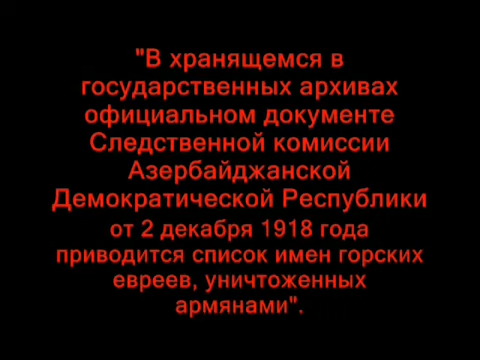 "В хранящемся в
государственных архивах
официальном документе
Следственной комиссии
Азербайджанской
Демократической Республики
от 2 декабря 1918 года
приводится список имен горских
евреев, уничтоженных
армянами".